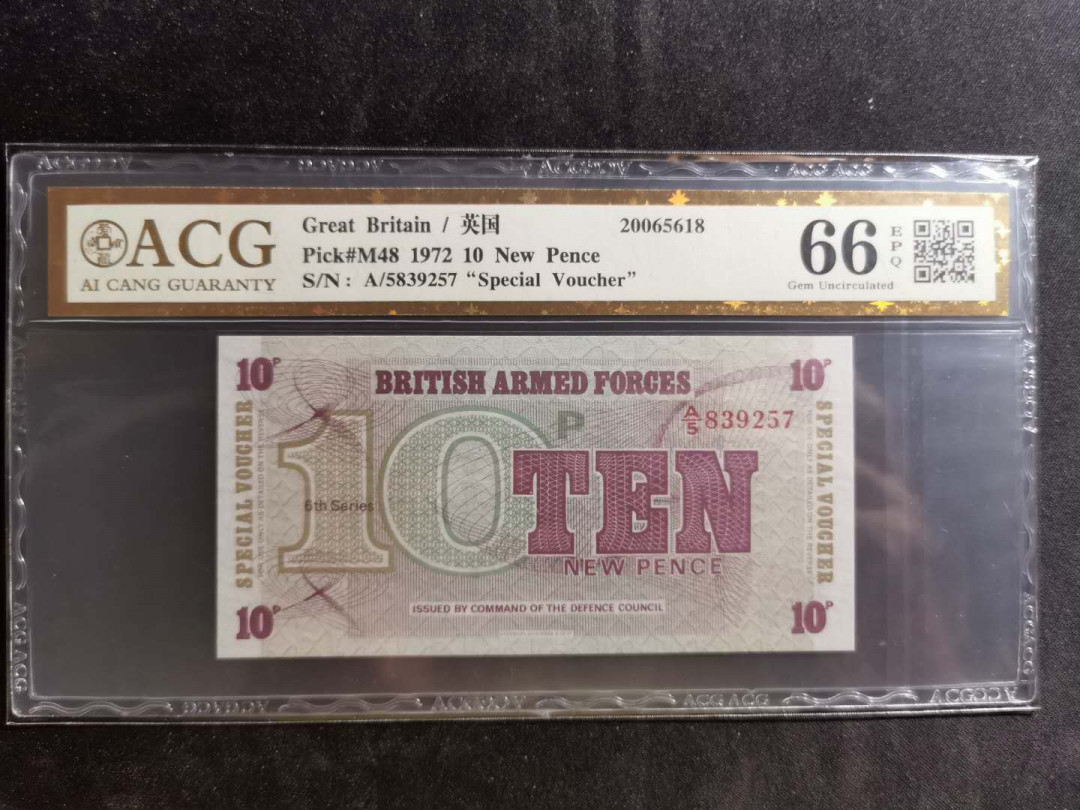 ACG
AI CANG GUARANTY
Great Britain / 英国 20065618
Pick#M48 1972 10 New Pence
S/N: A/5839257 "Special Voucher"
66 EPQ
Gem Uncirculated
10P BRITISH ARMED FORCES 10P
A/5 839257
P
10
TEN
6th Series
NEW PENCE
SPECIAL VOUCHER
SPECIAL VOUCHER
ISSUED BY COMMAND OF THE DEFENCE COUNCIL
10P 10P